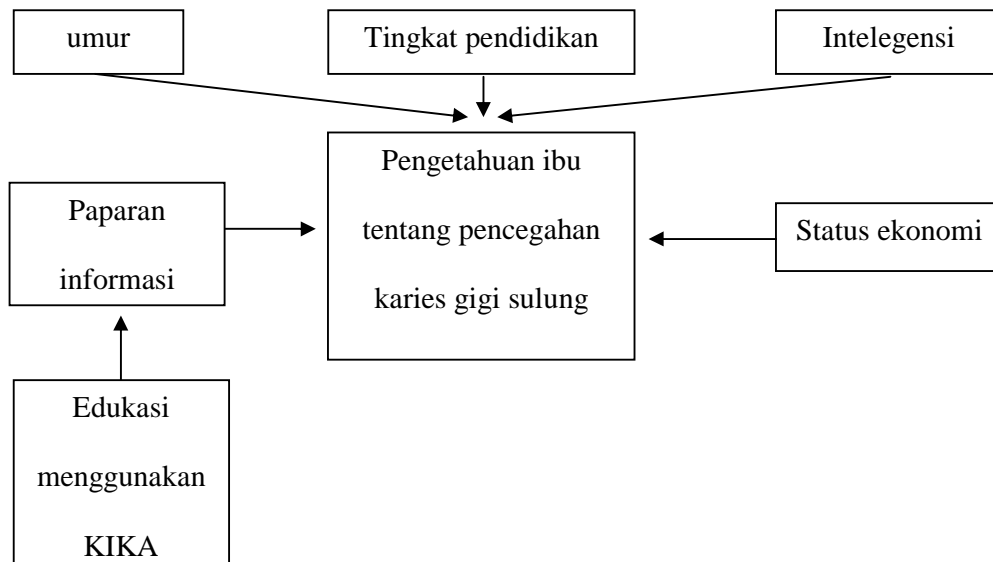 umur
Tingkat pendidikan
Intelegensi
Pengetahuan ibu
tentang pencegahan
karies gigi sulung
Paparan
informasi
Status ekonomi
Edukasi
menggunakan
KIKA